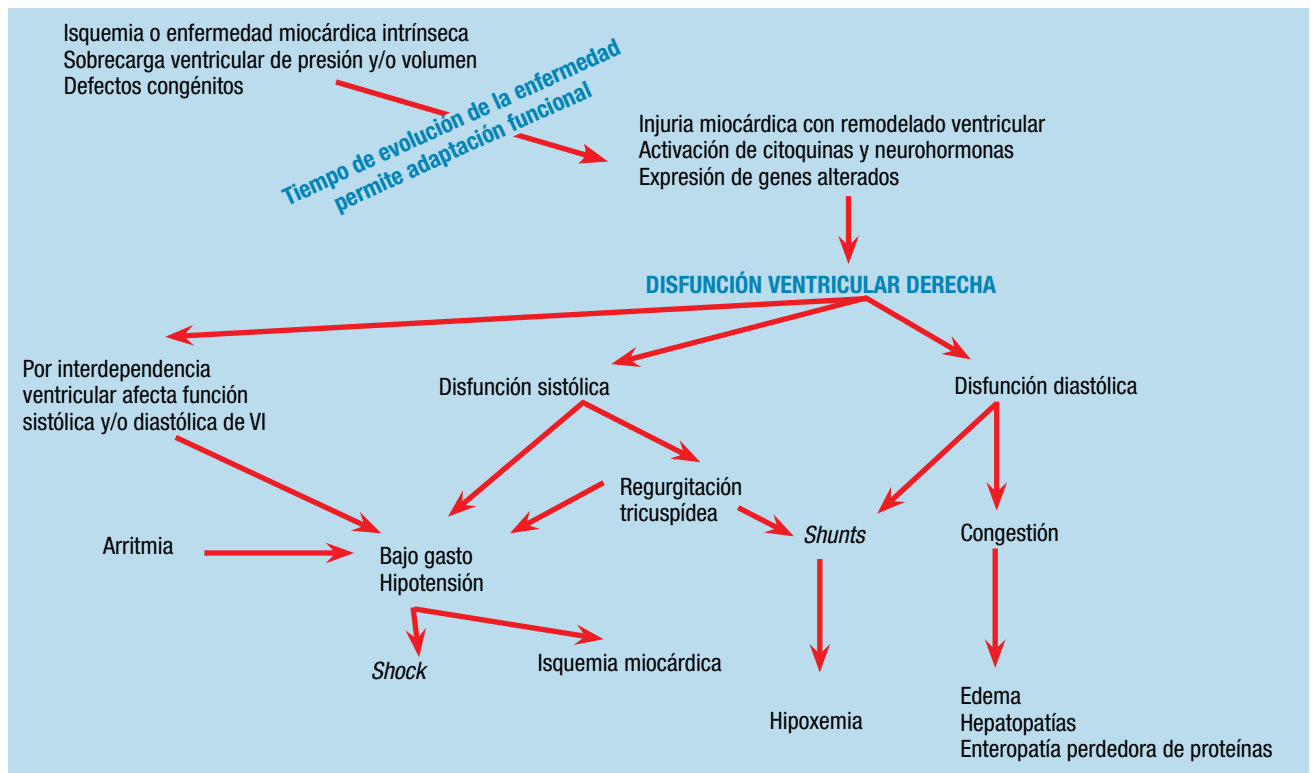 Isquemia o enfermedad miocárdica intrínseca
Sobrecarga ventricular de presión y/o volumen
Defectos congénitos
Tiempo de evolución de la enfermedad
permite adaptación funcional
Injuria miocárdica con remodelado ventricular
Activación de citoquinas y neurohormonas
Expresión de genes alterados
DISFUNCIÓN VENTRICULAR DERECHA
Por interdependencia
ventricular afecta función
sistólica y/o diastólica de VI
Disfunción sistólica
Disfunción diastólica
Regurgitación
tricuspídea
Arritmia
Bajo gasto
Hipotensión
Shunts
Congestión
Shock
Isquemia miocárdica
Hipoxemia
Edema
Hepatopatías
Enteropatía perdedora de proteínas